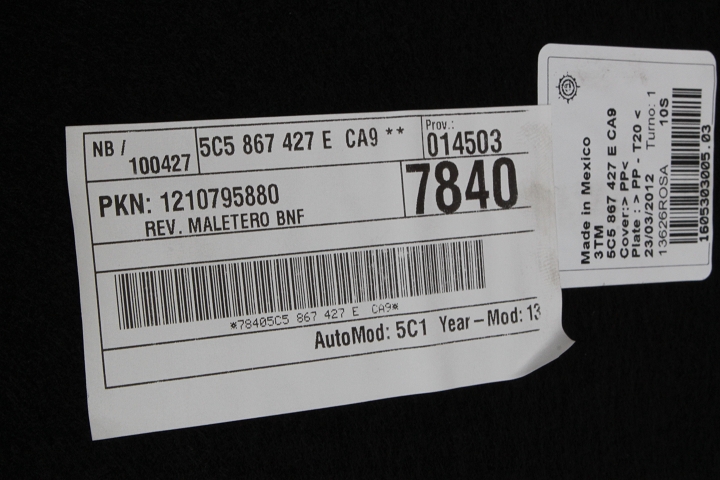 NB / 100427
5C5 867 427 E CA9 **
Prov.: 014503
PKN: 1210795880
REV. MALETERO BNF
7840
*78405C5 867 427 E CA9*
AutoMod: 5C1 Year-Mod: 13
Made in Mexico
3TM
5C5 867 427 E CA9
Cover:> PP<
Plate : > PP - T20 <
23/03/2012 Turno: 1
13626ROSA 10S
1605303005.03